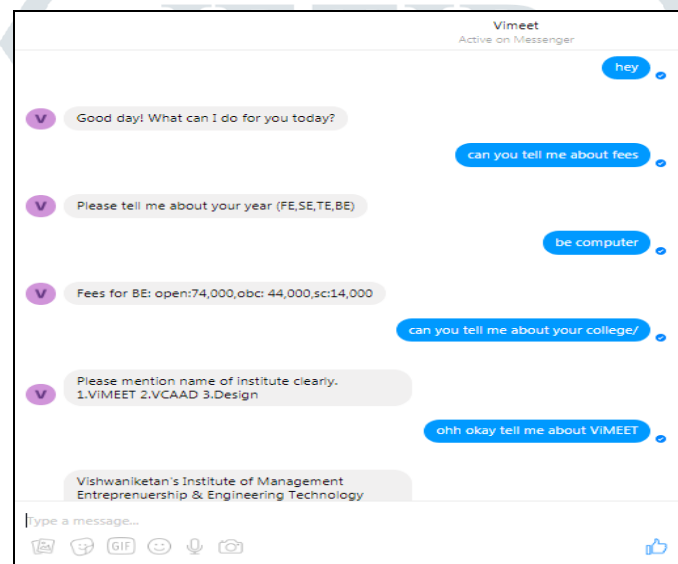 Vimeet
Active on Messenger
hey
V
Good day! What can I do for you today?
can you tell me about fees
V
Please tell me about your year (FE,SE,TE,BE)
be computer
V
Fees for BE: open:74,000,obc: 44,000,sc:14,000
can you tell me about your college/
Please mention name of institute clearly.
V
1.ViMEET 2.VCAAD 3.Design
ohh okay tell me about ViMEET
Vishwaniketan's Institute of Management
Entreprenuership & Engineering Technology
Type a message...
GIF